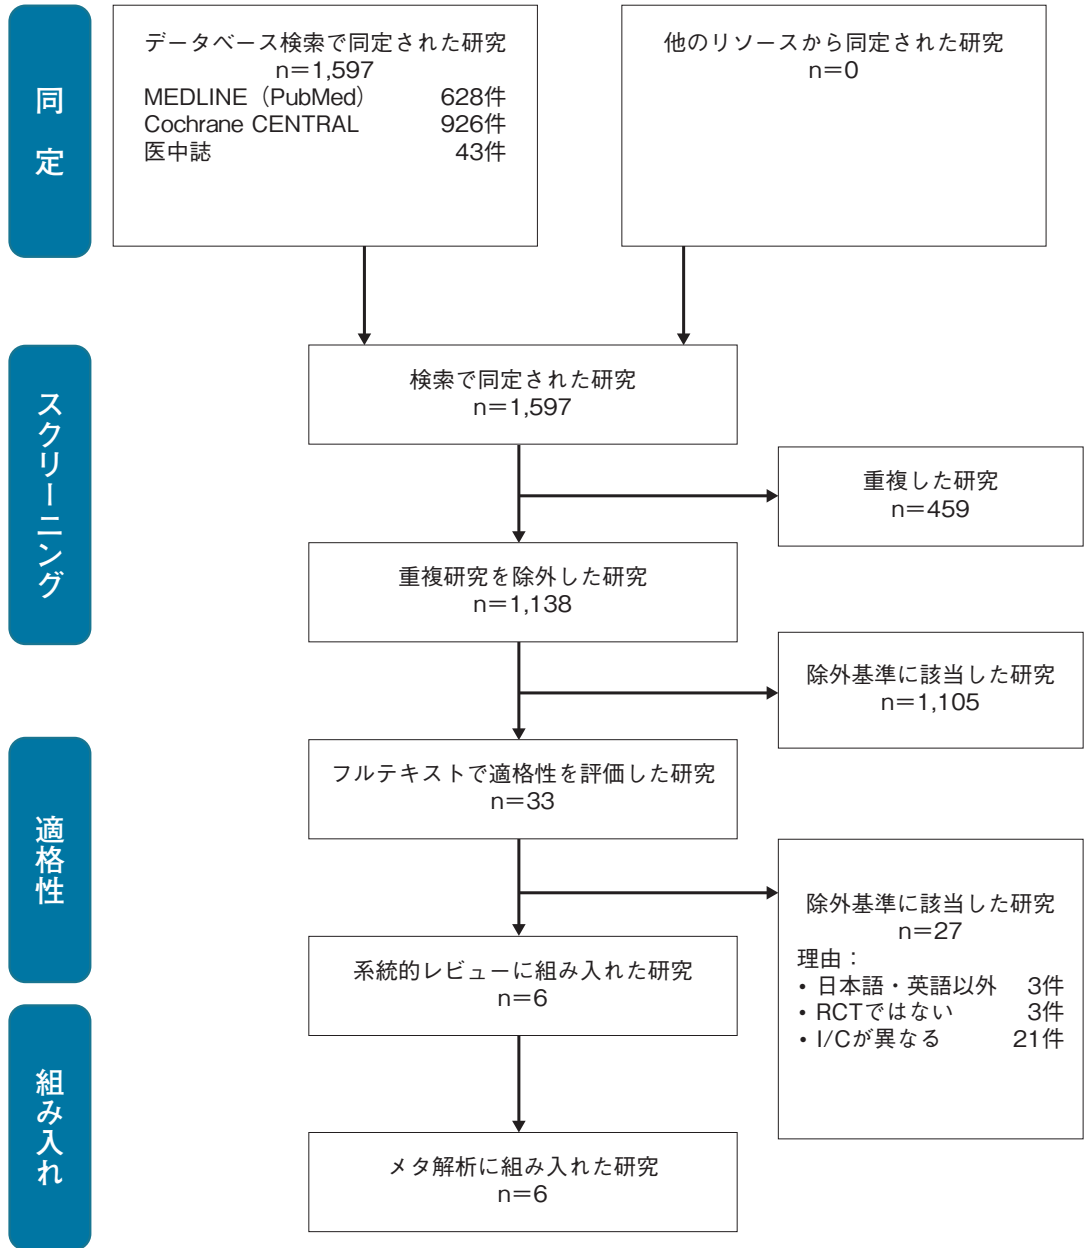 同定
データベース検索で同定された研究
n＝1,597
MEDLINE（PubMed） 628件
Cochrane CENTRAL 926件
医中誌 43件
他のリソースから同定された研究
n＝0
スクリーニング
検索で同定された研究
n＝1,597
重複した研究
n＝459
重複研究を除外した研究
n＝1,138
除外基準に該当した研究
n＝1,105
適格性
フルテキストで適格性を評価した研究
n＝33
除外基準に該当した研究
n＝27
理由：
• 日本語・英語以外 3件
• RCTではない 3件
• I/Cが異なる 21件
系統的レビューに組み入れた研究
n＝6
組み入れ
メタ解析に組み入れた研究
n＝6